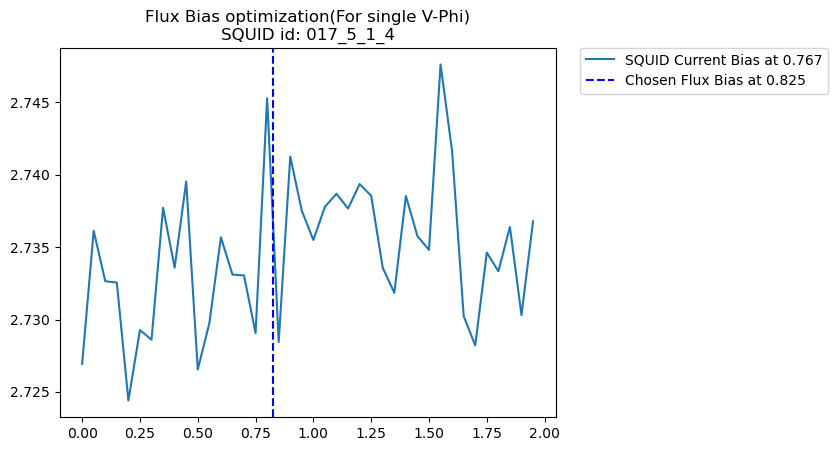 Flux Bias optimization(For single V-Phi)
SQUID id: 017_5_1_4
SQUID Current Bias at 0.767
Chosen Flux Bias at 0.825
2.745
2.740
2.735
2.730
2.725
0.00 0.25 0.50 0.75 1.00 1.25 1.50 1.75 2.00